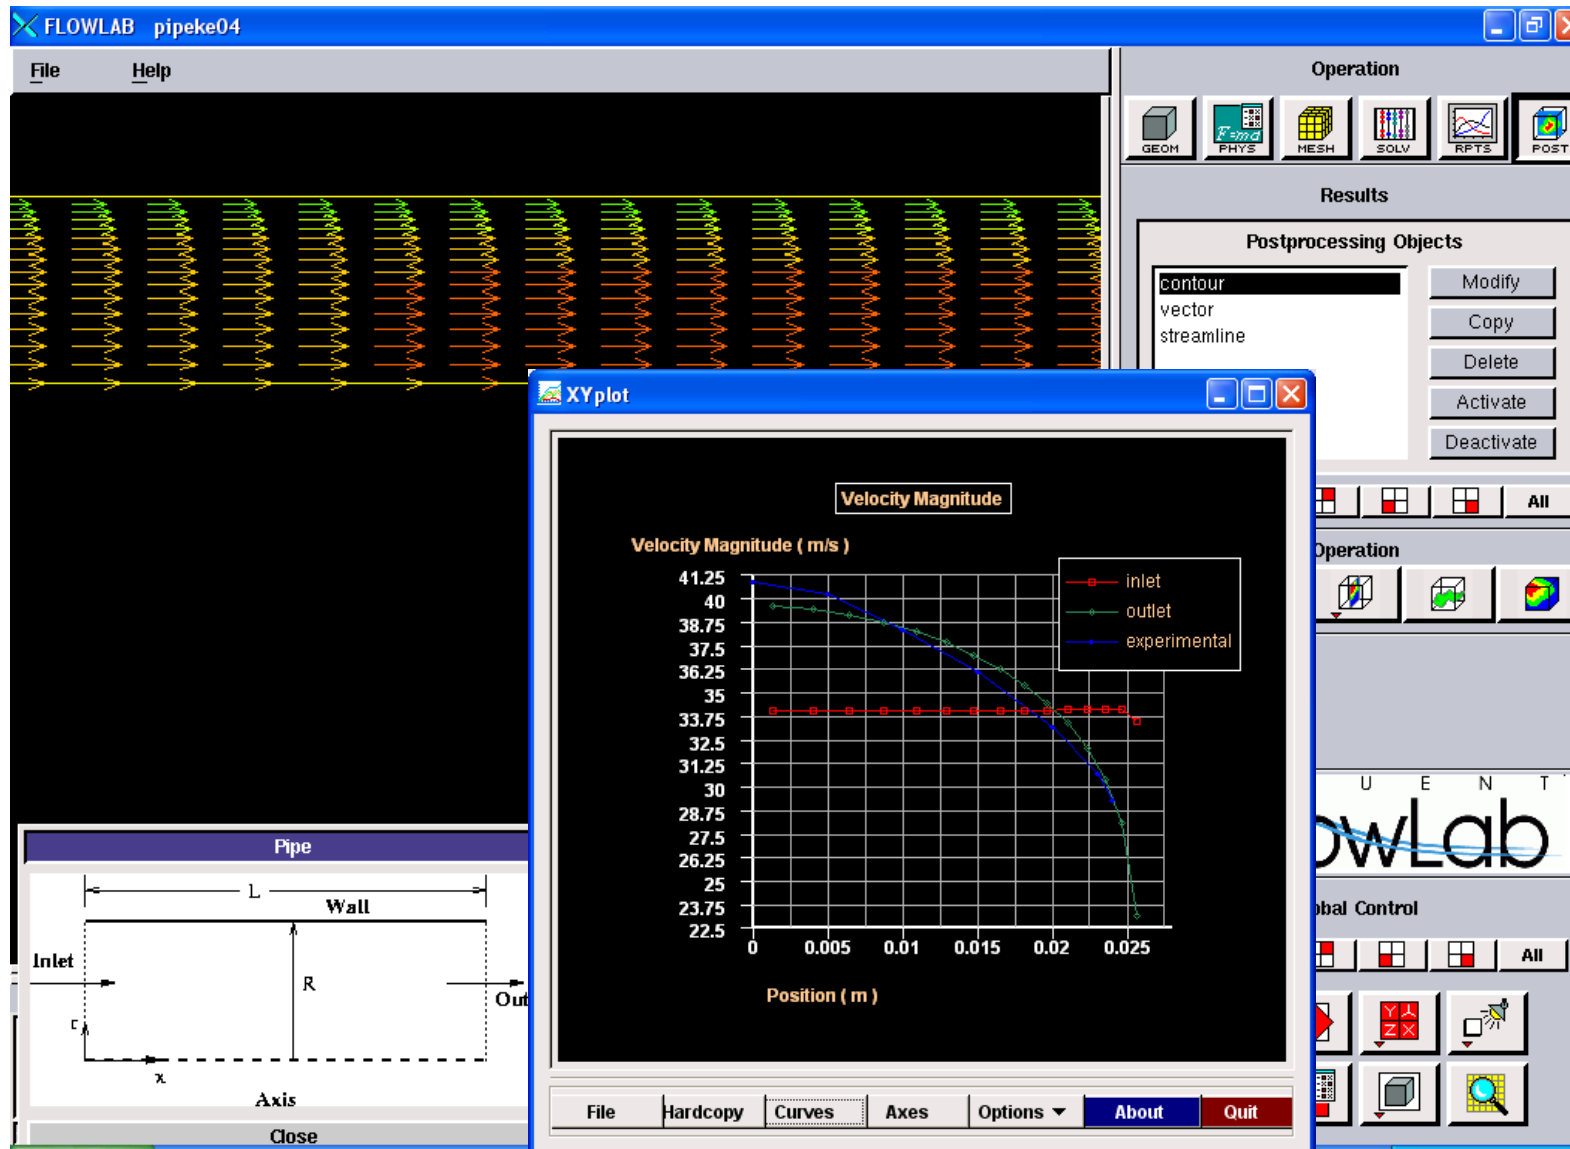 FLOWLAB pipeke04
File Help
Operation
GEOM PHYS MESH SOLV RPTS POST
F=ma
Results
Postprocessing Objects
contour
vector
streamline
Modify
Copy
Delete
Activate
Deactivate
All
Operation
XYplot
Velocity Magnitude
Velocity Magnitude ( m/s )
41.25
40
38.75
37.5
36.25
35
33.75
32.5
31.25
30
28.75
27.5
26.25
25
23.75
22.5
0 0.005 0.01 0.015 0.02 0.025
Position ( m )
inlet
outlet
experimental
File Hardcopy Curves Axes Options About Quit
U E N T
owLab
bal Control
All
Y
Z X
Pipe
L
Wall
Inlet
R
Out
r
x
Axis
Close